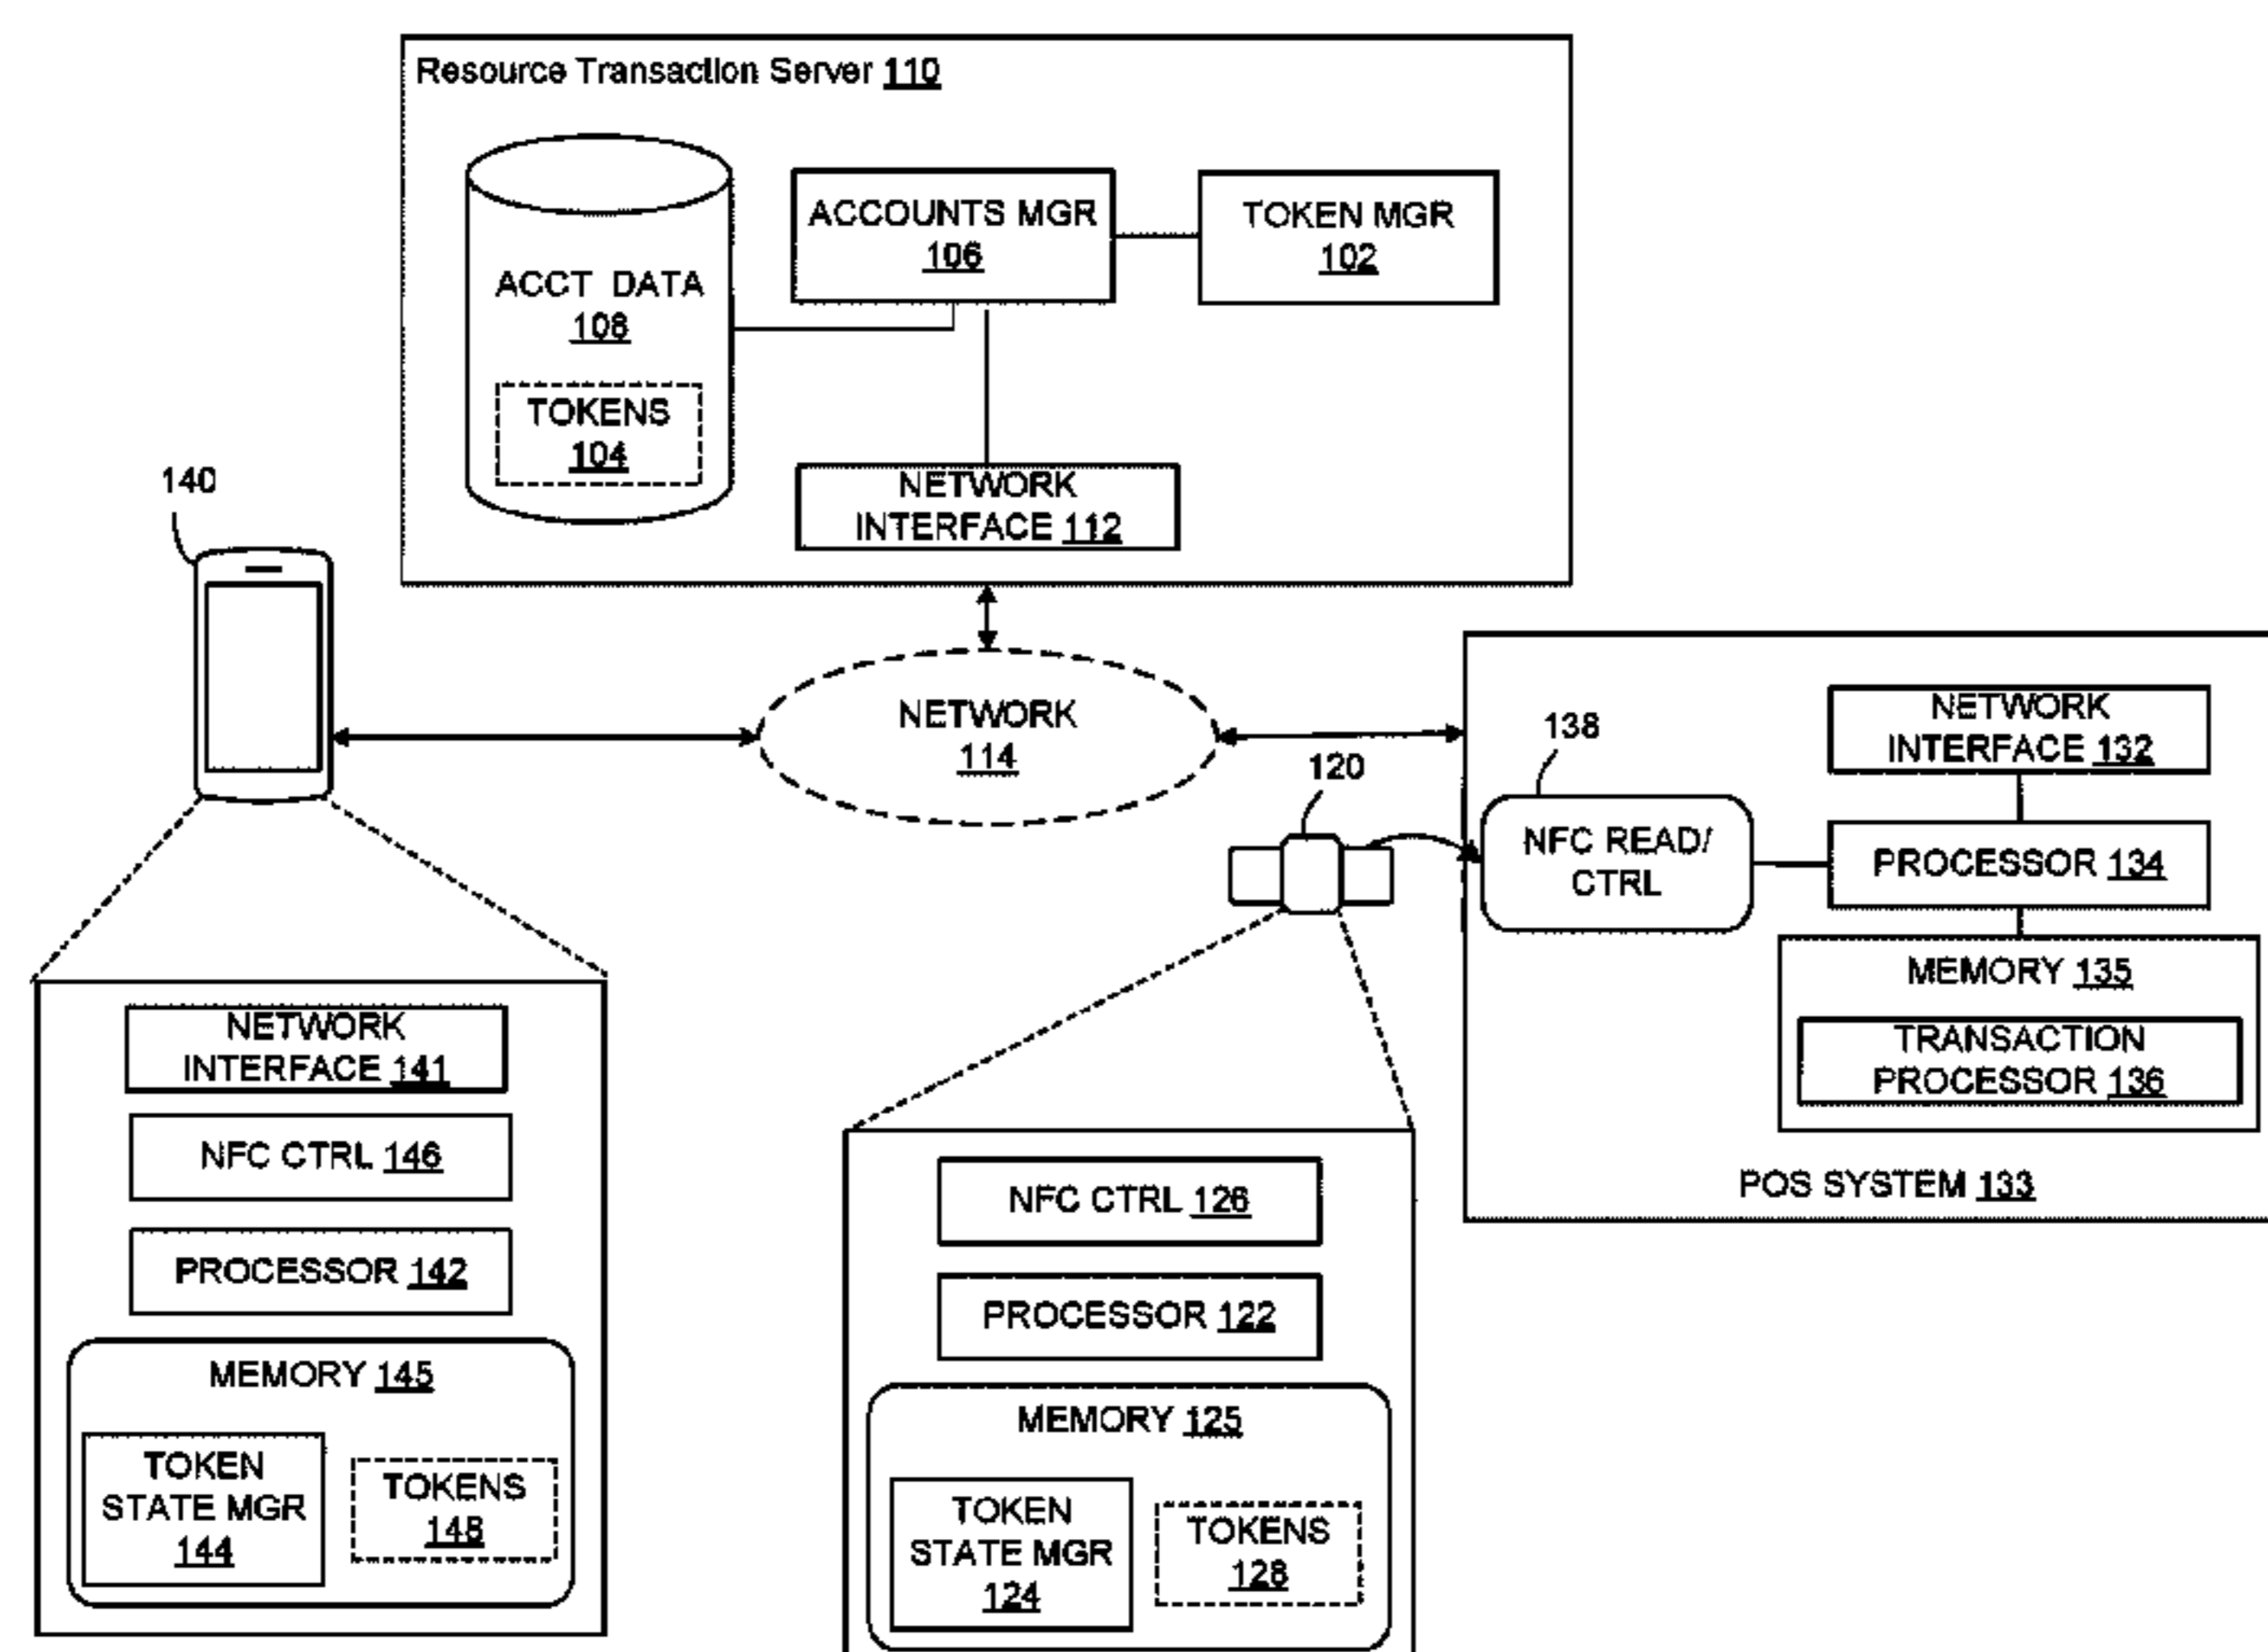 Resource Transaction Server 110
ACCOUNTS MGR
106
TOKEN MGR
102
ACCT DATA
108
TOKENS
104
NETWORK
INTERFACE 112
140
NETWORK
114
120
138
NFC READ/
CTRL
NETWORK
INTERFACE 132
PROCESSOR 134
MEMORY 135
TRANSACTION
PROCESSOR 136
POS SYSTEM 133
NETWORK
INTERFACE 141
NFC CTRL 146
PROCESSOR 142
MEMORY 145
TOKEN
STATE MGR
144
TOKENS
148
NFC CTRL 126
PROCESSOR 122
MEMORY 125
TOKEN
STATE MGR
124
TOKENS
128